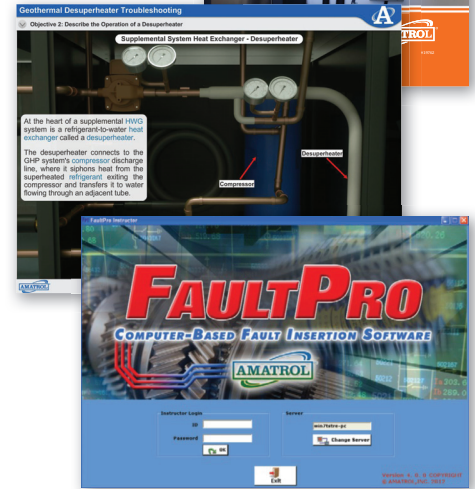 Geothermal Desuperheater Troubleshooting
Objective 2: Describe the Operation of a Desuperheater
A
TROL
Supplemental System Heat Exchanger - Desuperheater
At the heart of a supplemental HWG
system is a refrigerant-to-water heat
exchanger called a desuperheater.
The desuperheater connects to the
GHP system's compressor discharge
line, where it siphons heat from the
superheated refrigerant exiting the
compressor and transfers it to water
flowing through an adjacent tube.
Desuperheater
Compressor
AMATROL
FaultPro Instructor
FAULTPRO
COMPUTER-BASED FAULT INSERTION SOFTWARE
AMATROL
Instructor Login
ID
Password
OK
Server
Change Server
Exit